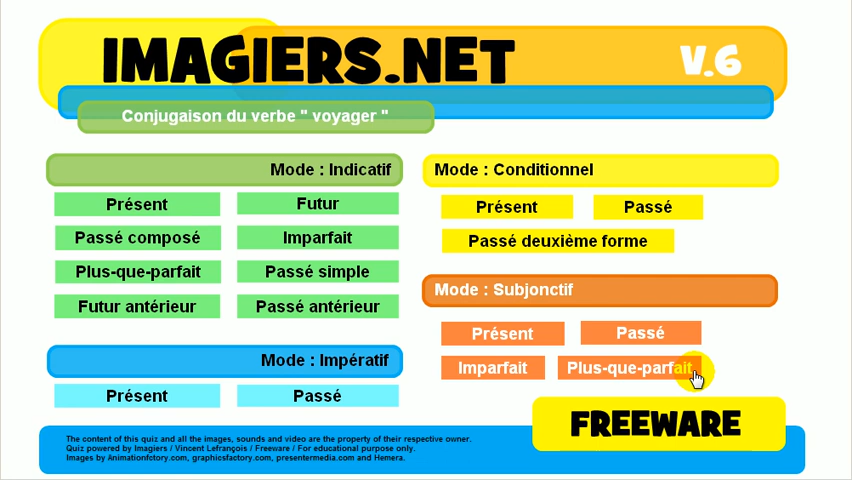 IMAGIERS.NET
V.6
Conjugaison du verbe " voyager "
Mode : Indicatif
Présent
Futur
Passé composé
Imparfait
Plus-que-parfait
Passé simple
Futur antérieur
Passé antérieur
Mode : Impératif
Présent
Passé
Mode : Conditionnel
Présent
Passé
Passé deuxième forme
Mode : Subjonctif
Présent
Passé
Imparfait
Plus-que-parfait
FREEWARE
The content of this quiz and all the images, sounds and video are the property of their respective owner.
Quiz powered by Imagiers / Vincent Lefrançois / Freeware / For educational purpose only.
Images by Animationfctory.com, graphicsfactory.com, presentermedia.com and Hemera.